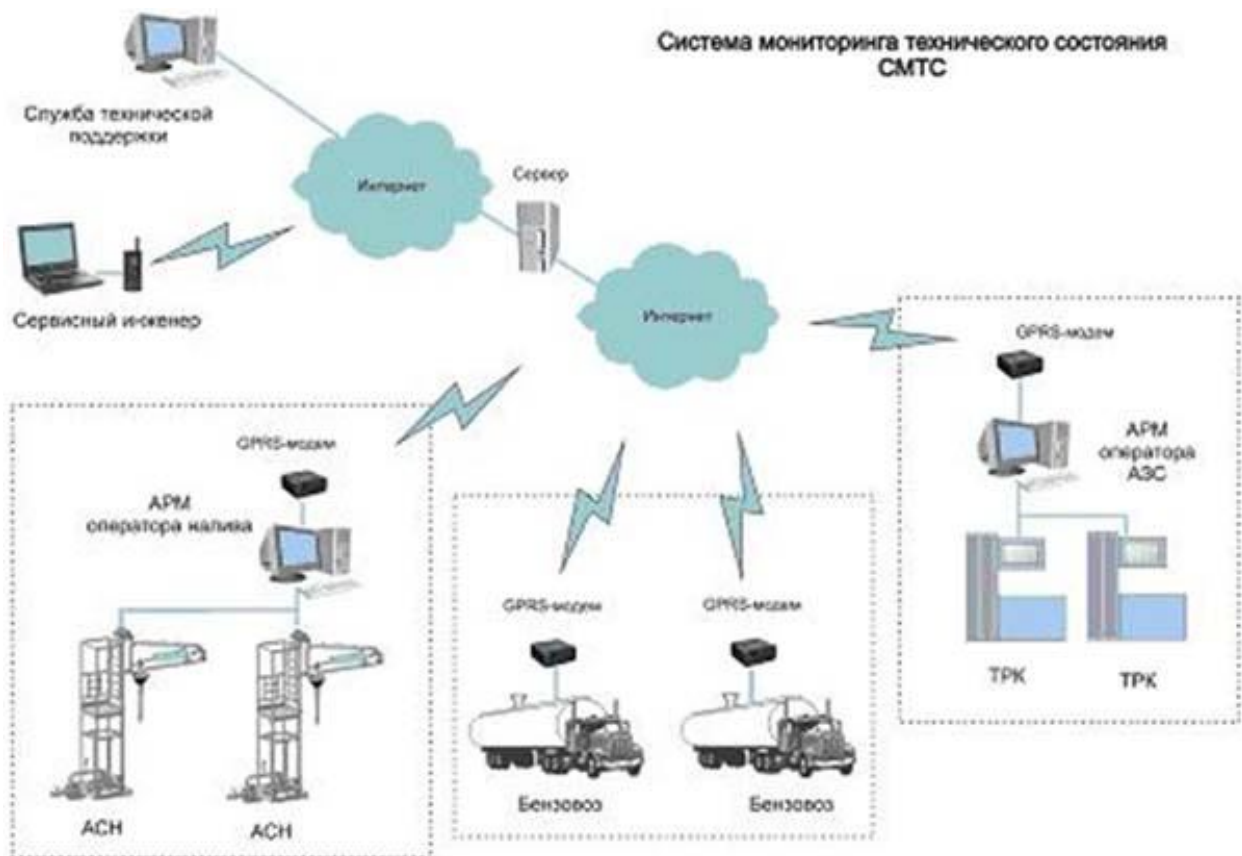 Система мониторинга технического состояния
СМТС
Служба технической
поддержки
Интернет
Сервер
Сервисный инженер
Интернет
GPRS-модем
АРМ
оператора
АЗС
ТРК
ТРК
GPRS-модем
АРМ
оператора налива
АСН
АСН
GPRS-модем
GPRS-модем
Бензовоз
Бензовоз